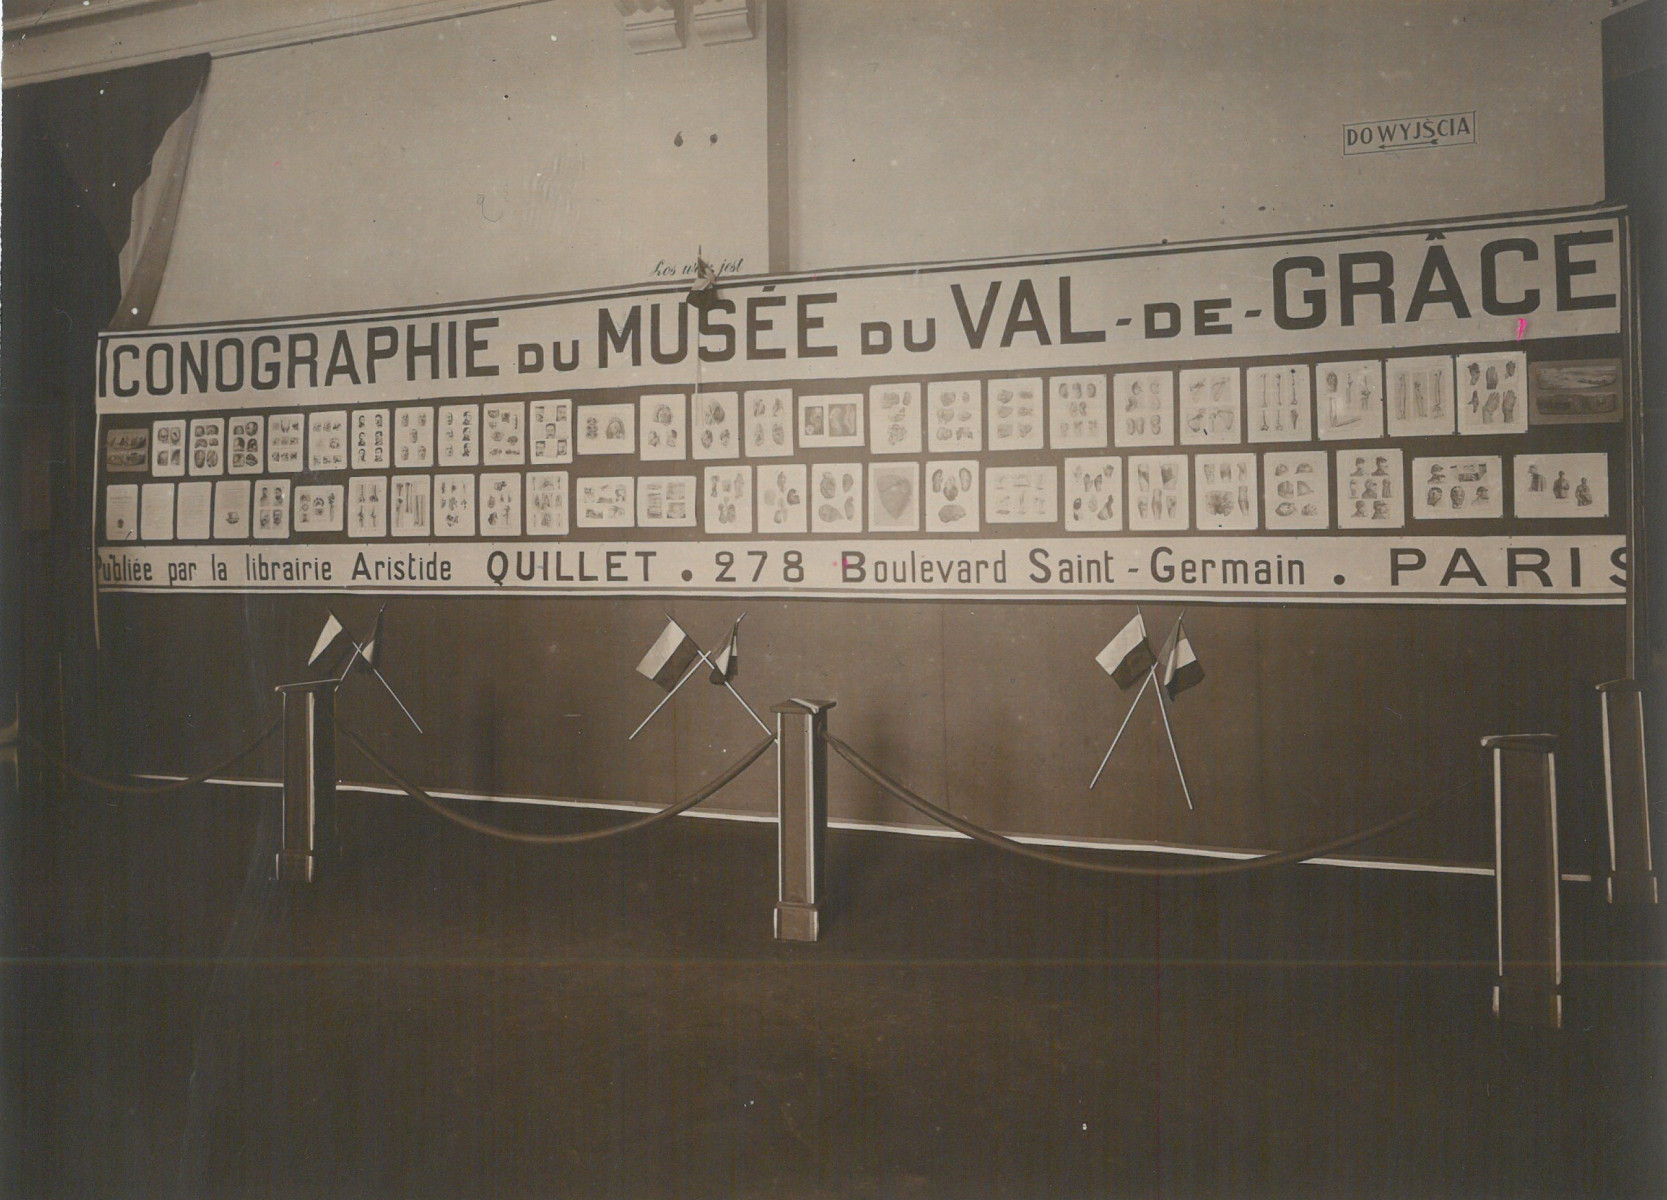 DO WYJŚCIA
jest
ICONOGRAPHIE DU MUSÉE DU VAL-DE-GRÂCE
Publiée par la librairie Aristide QUILLET . 278 Boulevard Saint-Germain . PARIS